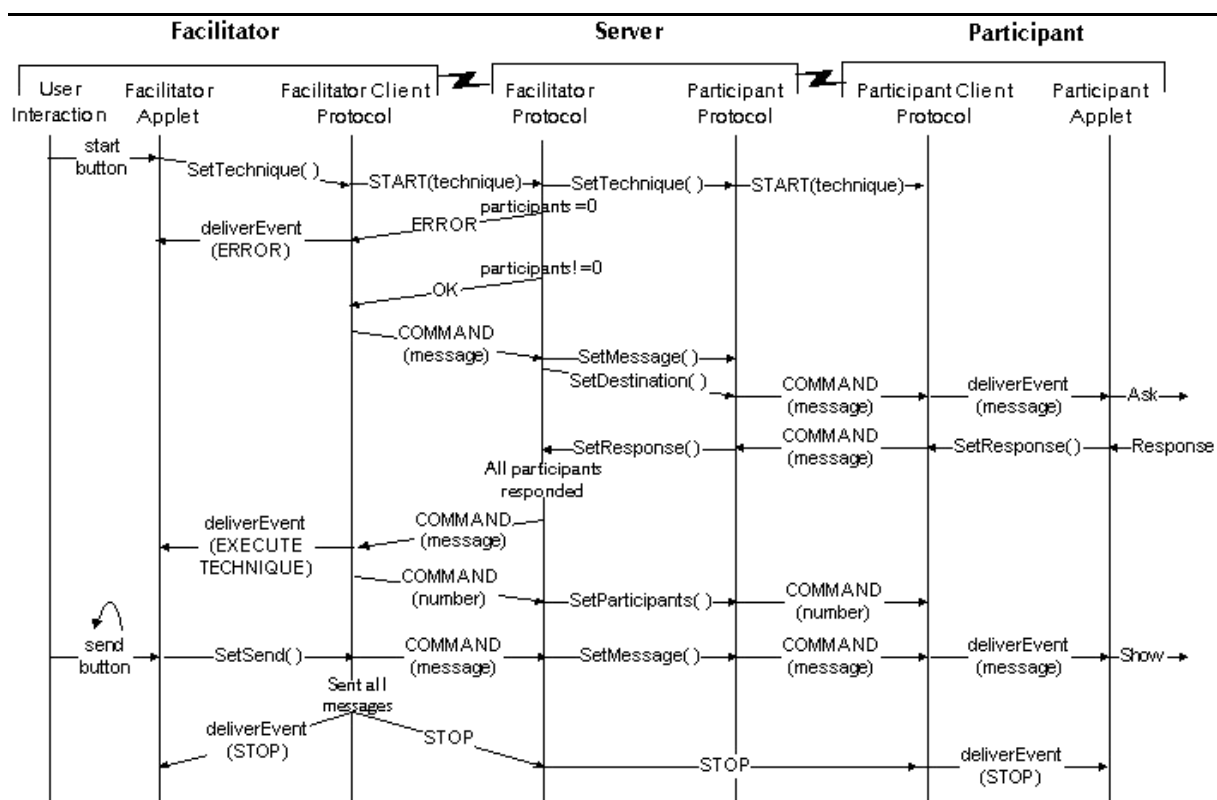 Facilitator Server Participant
User Facilitator Facilitator Client Facilitator Participant Participant Client Participant
Interaction Applet Protocol Protocol Protocol Protocol Applet
start
button
SetTechnique( )
START(technique) SetTechnique( ) START(technique)
participants=0
ERROR
deliverEvent
(ERROR)
participants!=0
OK
COMMAND
(message)
SetMessage( )
SetDestination( )
COMMAND
(message)
deliverEvent
(message)
Ask
SetResponse()
COMMAND
(message)
SetResponse()
Response
All participants
responded
COMMAND
(message)
deliverEvent
(EXECUTE
TECHNIQUE)
COMMAND
(number)
SetParticipants( )
COMMAND
(number)
send
button
SetSend( )
COMMAND
(message)
SetMessage( )
COMMAND
(message)
deliverEvent
(message)
Show
Sent all
messages
deliverEvent
(STOP)
STOP
STOP
deliverEvent
(STOP)